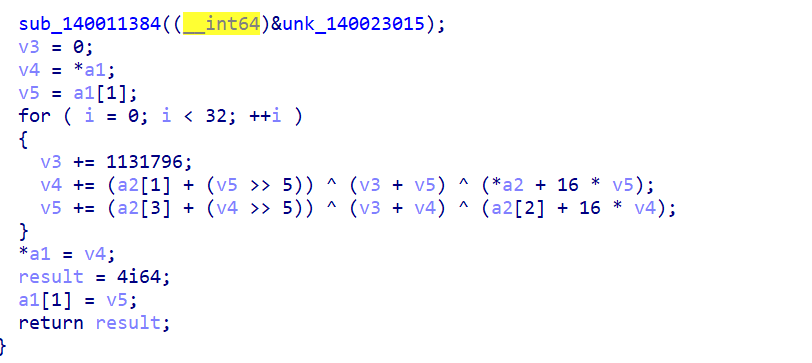 sub_140011384((__int64)&unk_140023015);
v3 = 0;
v4 = *a1;
v5 = a1[1];
for ( i = 0; i < 32; ++i )
{
v3 += 1131796;
v4 += (a2[1] + (v5 >> 5)) ^ (v3 + v5) ^ (*a2 + 16 * v5);
v5 += (a2[3] + (v4 >> 5)) ^ (v3 + v4) ^ (a2[2] + 16 * v4);
}
*a1 = v4;
result = 4i64;
a1[1] = v5;
return result;
}